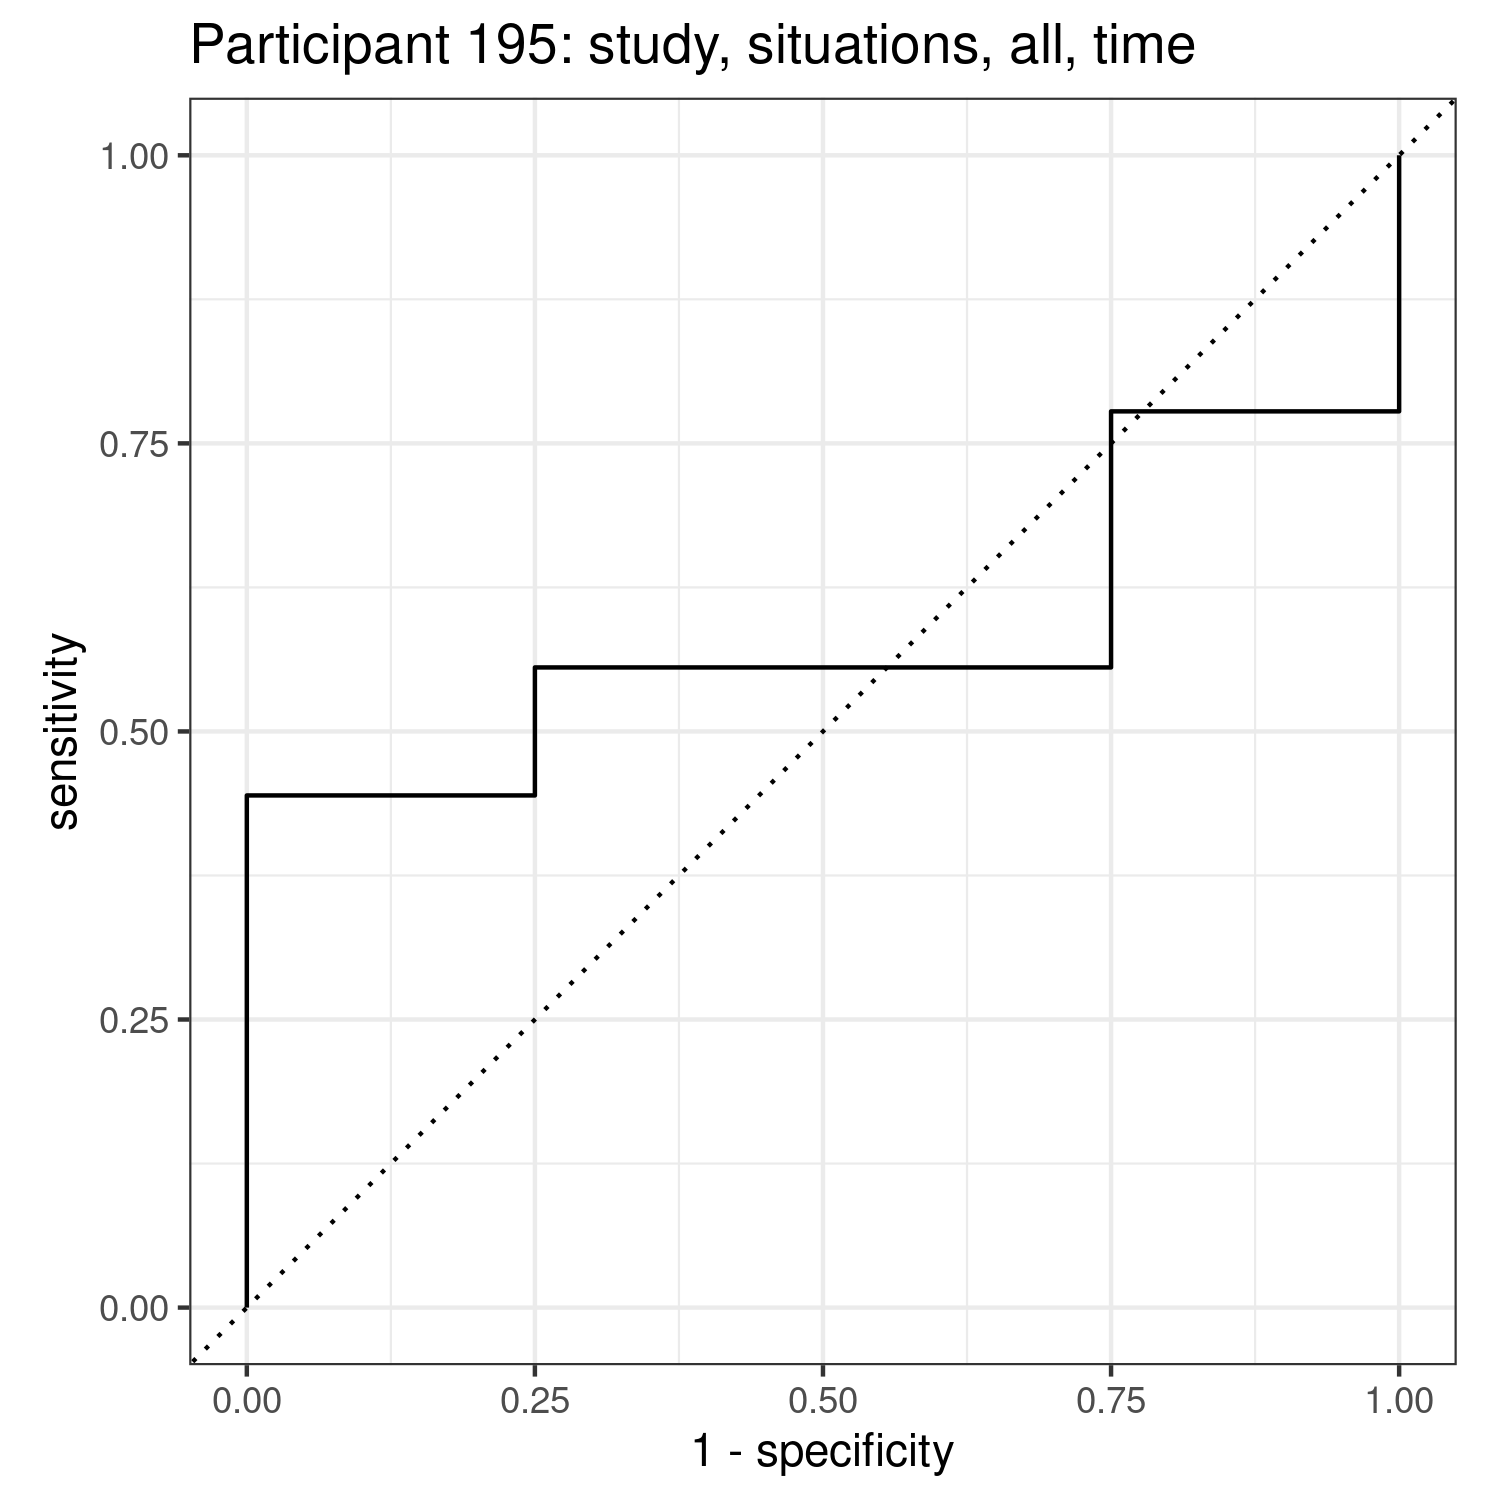 Participant 195: study, situations, all, time
1.00
0.75
0.50
0.25
0.00
sensitivity
0.00 0.25 0.50 0.75 1.00
1 - specificity